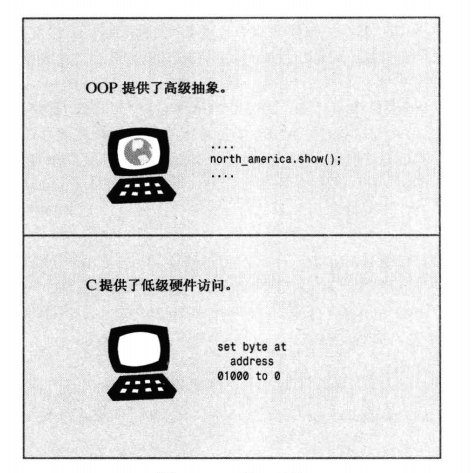 OOP 提供了高级抽象。
....
north_america.show();
....
C提供了低级硬件访问。
set byte at
address
01000 to 0